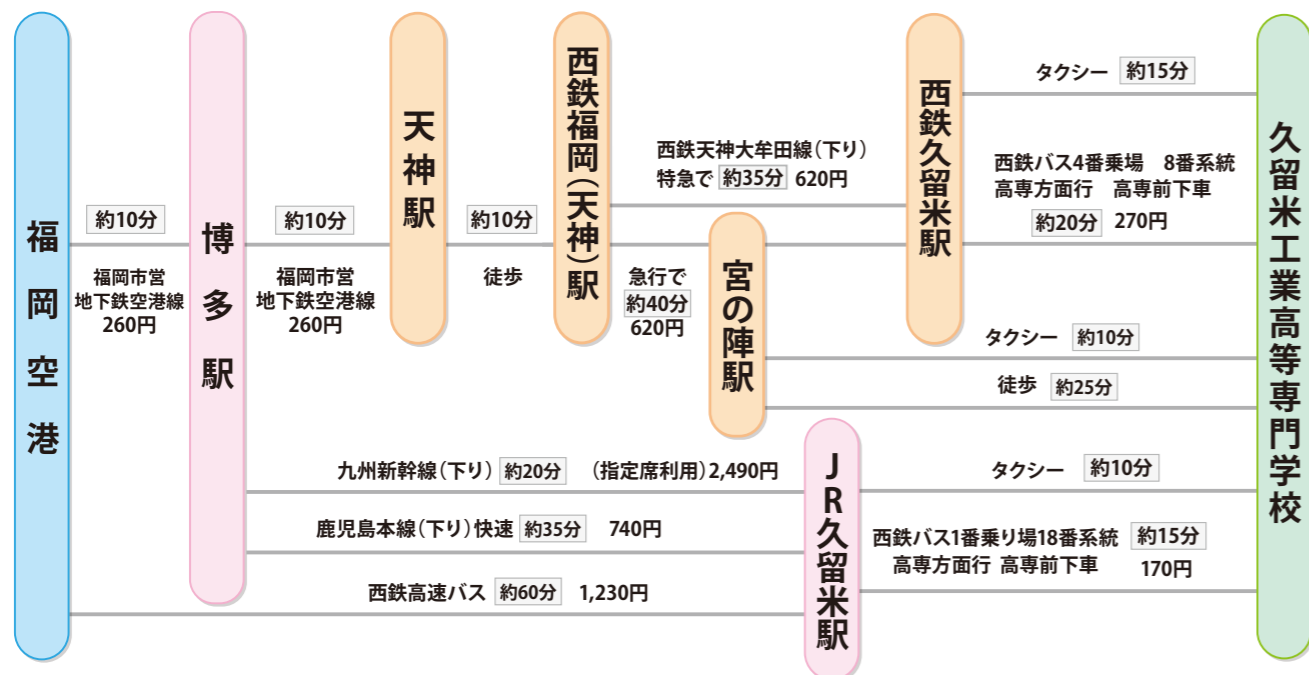 福岡空港
約10分
福岡市営
地下鉄空港線
260円
博多駅
約10分
福岡市営
地下鉄空港線
260円
天神駅
約10分
徒歩
西鉄福岡(天神)駅
西鉄天神大牟田線(下り)
特急で 約35分 620円
急行で
約40分
620円
宮の陣駅
西鉄久留米駅
タクシー 約15分
西鉄バス4番乗場 8番系統
高専方面行 高専前下車
約20分 270円
タクシー 約10分
徒歩 約25分
九州新幹線(下り) 約20分 (指定席利用)2,490円
鹿児島本線(下り)快速 約35分 740円
西鉄高速バス 約60分 1,230円
JR久留米駅
タクシー 約10分
西鉄バス1番乗り場18番系統 約15分
高専方面行 高専前下車 170円
久留米工業高等専門学校